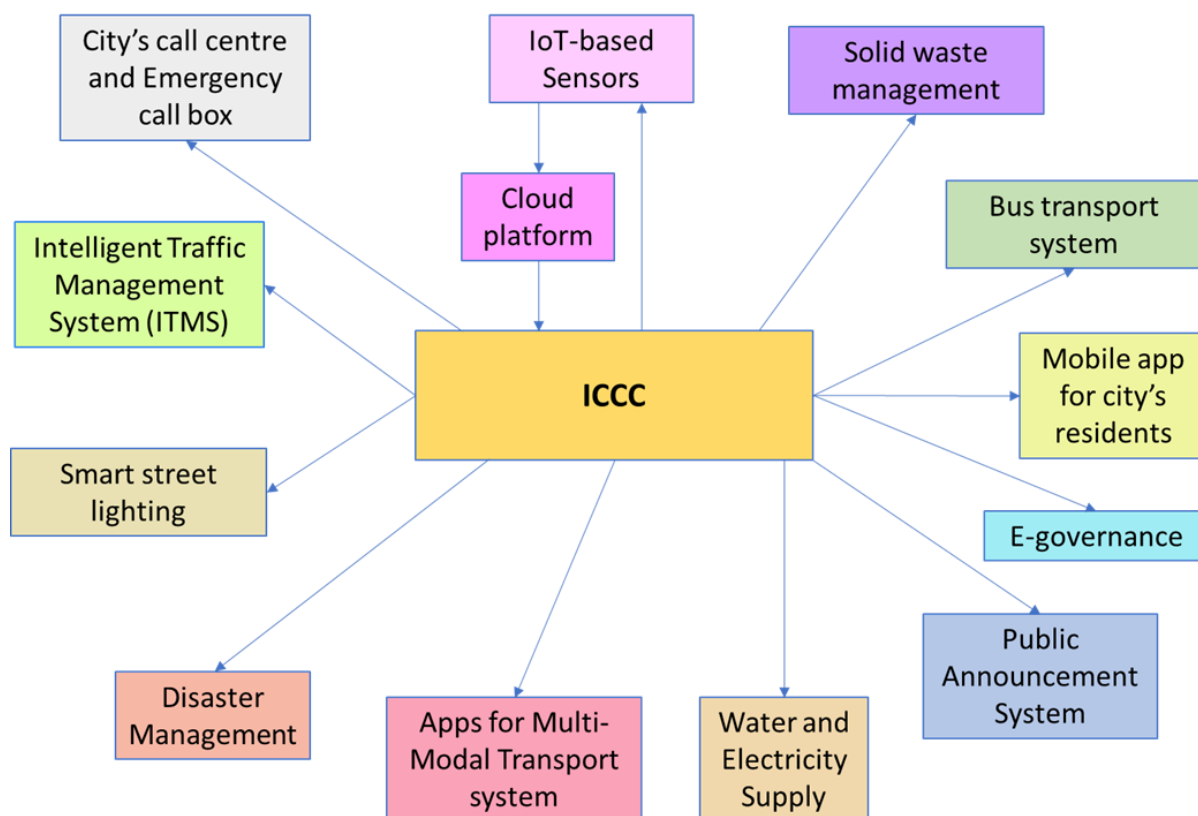 City’s call centre
and Emergency
call box
IoT-based
Sensors
Solid waste
management
Cloud
platform
Bus transport
system
Intelligent Traffic
Management
System (ITMS)
ICCC
Mobile app
for city’s
residents
Smart street
lighting
E-governance
Public
Announcement
System
Disaster
Management
Apps for Multi-
Modal Transport
system
Water and
Electricity
Supply